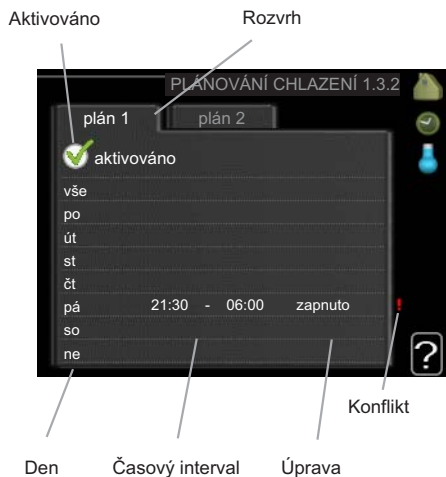 Aktivováno Rozvrh
PLÁNOVÁNÍ CHLAZENÍ 1.3.2
plán 1 plán 2
aktivováno
vše
po
út
st
čt
pá 21:30 - 06:00 zapnuto !
so
ne
?
Konflikt
Den Časový interval Úprava